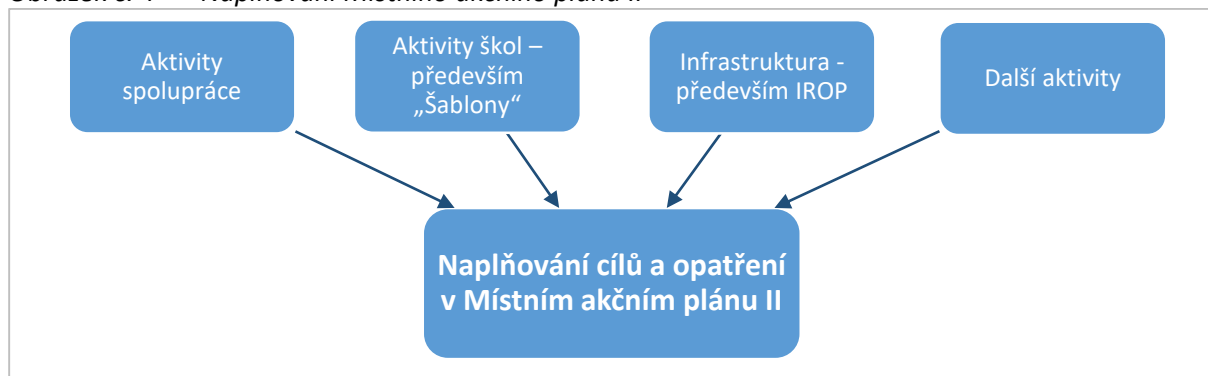 Aktivity
spolupráce
Aktivity škol –
především
„Šablony“
Infrastruktura -
především IROP
Další aktivity
Naplňování cílů a opatření
v Místním akčním plánu II